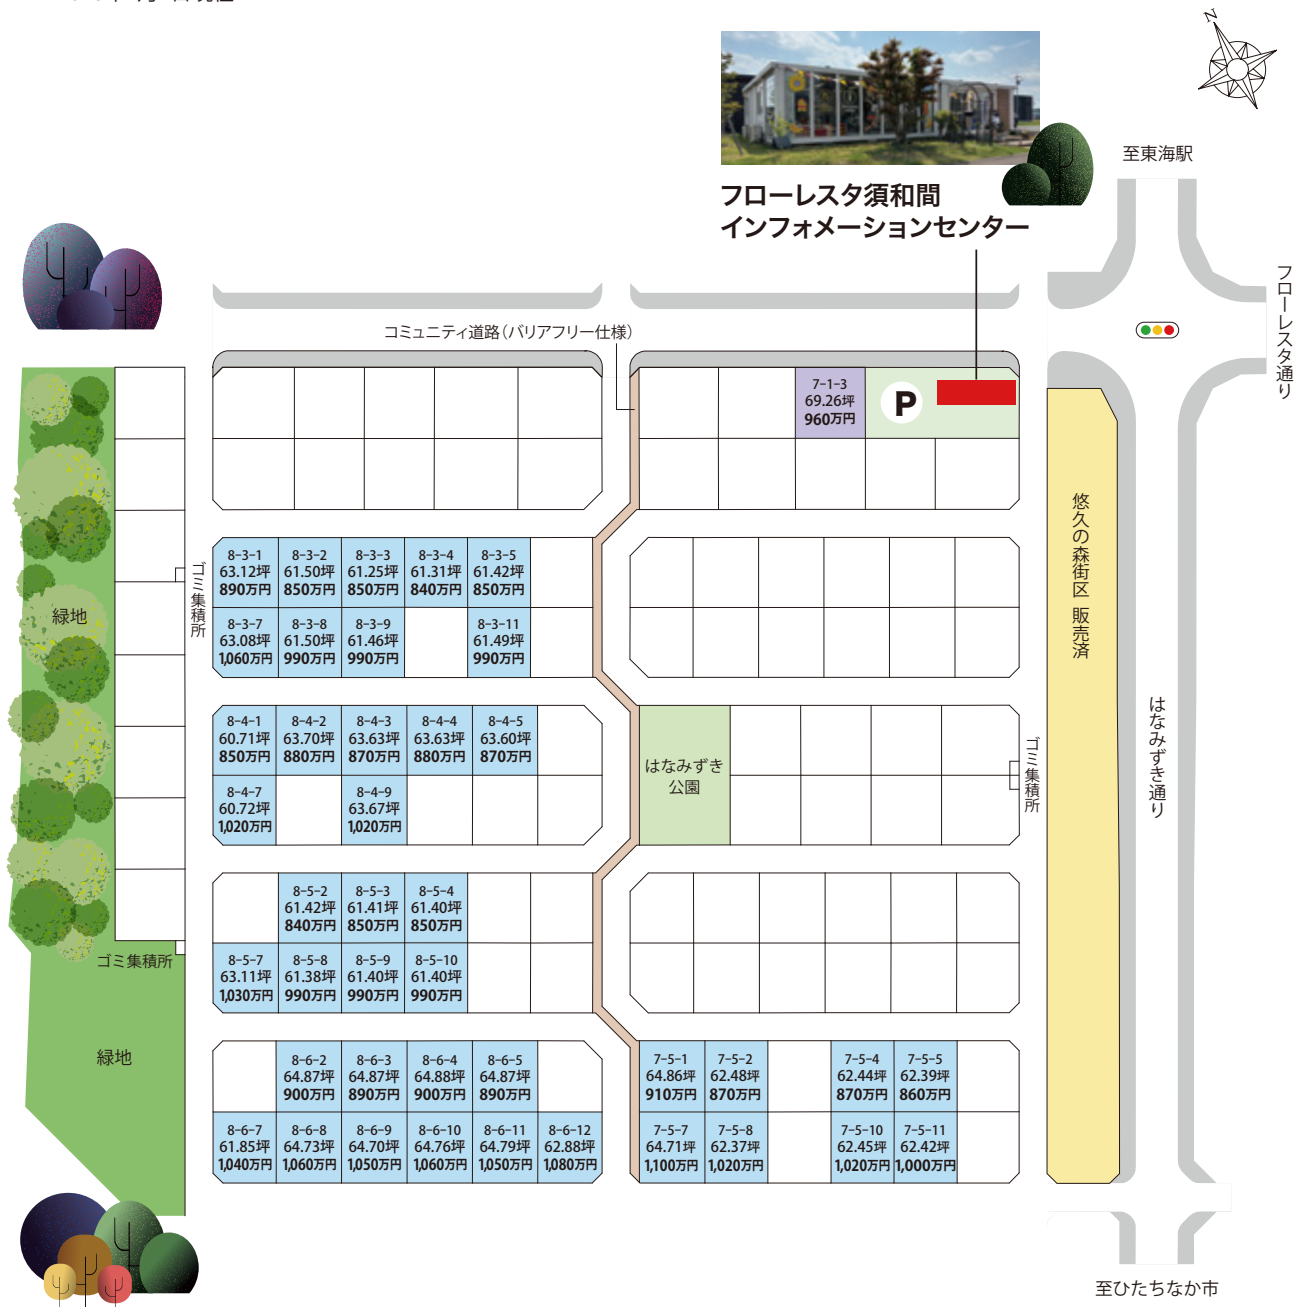 N
至東海駅
フローレスタ須和間
インフォメーションセンター
フローレスタ通り
コミュニティ道路(バリアフリー仕様)
7-1-3
69.26坪
960万円
P
悠久の森街区 販売済
はなみずき通り
緑地
ゴミ集積所
8-3-1
63.12坪
890万円
8-3-2
61.50坪
850万円
8-3-3
61.25坪
850万円
8-3-4
61.31坪
840万円
8-3-5
61.42坪
850万円
8-3-7
63.08坪
1,060万円
8-3-8
61.50坪
990万円
8-3-9
61.46坪
990万円
8-3-11
61.49坪
990万円
8-4-1
60.71坪
850万円
8-4-2
63.70坪
880万円
8-4-3
63.63坪
870万円
8-4-4
63.63坪
880万円
8-4-5
63.60坪
870万円
8-4-7
60.72坪
1,020万円
8-4-9
63.67坪
1,020万円
はなみずき
公園
ゴミ集積所
8-5-2
61.42坪
840万円
8-5-3
61.41坪
850万円
8-5-4
61.40坪
850万円
8-5-7
63.11坪
1,030万円
8-5-8
61.38坪
990万円
8-5-9
61.40坪
990万円
8-5-10
61.40坪
990万円
ゴミ集積所
緑地
8-6-2
64.87坪
900万円
8-6-3
64.87坪
890万円
8-6-4
64.88坪
900万円
8-6-5
64.87坪
890万円
8-6-7
61.85坪
1,040万円
8-6-8
64.73坪
1,060万円
8-6-9
64.70坪
1,050万円
8-6-10
64.76坪
1,060万円
8-6-11
64.79坪
1,050万円
8-6-12
62.88坪
1,080万円
7-5-1
64.86坪
910万円
7-5-2
62.48坪
870万円
7-5-4
62.44坪
870万円
7-5-5
62.39坪
860万円
7-5-7
64.71坪
1,100万円
7-5-8
62.37坪
1,020万円
7-5-10
62.45坪
1,020万円
7-5-11
62.42坪
1,000万円
至ひたちなか市